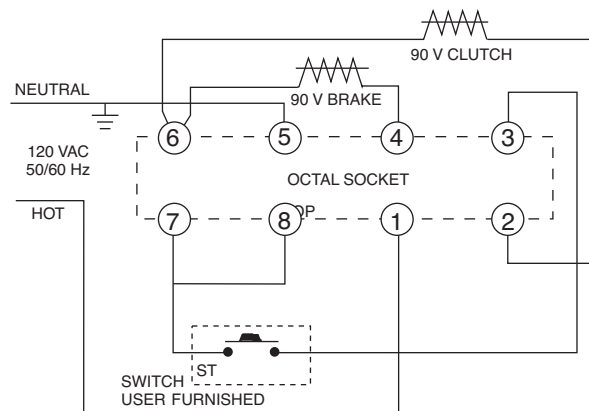 90 V CLUTCH
NEUTRAL
90 V BRAKE
6 5 4 3
120 VAC
50/60 Hz
OCTAL SOCKET
HOT
7 8 OP 1 2
ST
SWITCH
USER FURNISHED